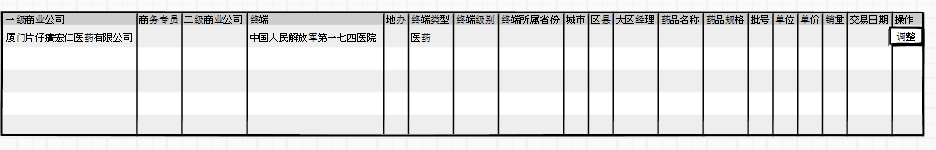 一级商业公司 商务专员 二级商业公司 终端 地办 终端类型 终端级别 终端所属省份 城市 区县 大区经理 药品名称 药品规格 批号 单位 单价 销量 交易日期 操作
厦门片仔癀宏仁医药有限公司 中国人民解放军第一七四医院 医药 调整